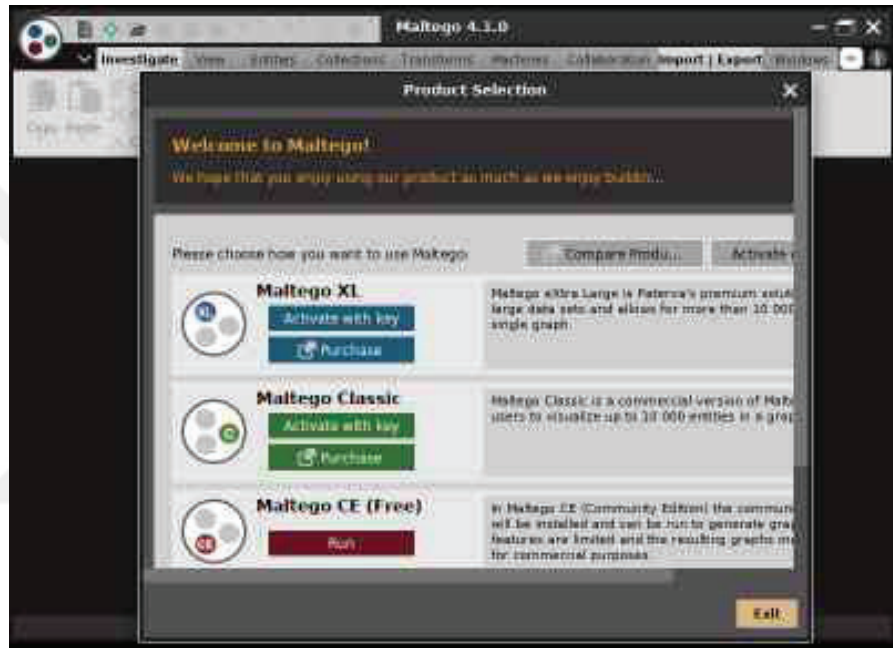 Maltego 4.1.0
Investigate View Entities Collections Transforms Machines Collaboration Import | Export Windows
Copy Paste
Product Selection
Welcome to Maltego!
We hope that you enjoy using our product as much as we enjoy buildin...
Please choose how you want to use Maltego:
Compare Produ...
Activate
Maltego XL
XL
Activate with key
Purchase
Maltego eXtra Large is Paterva's premium solut
large data sets and allows for more than 10 000
single graph.
Maltego Classic
C
Activate with key
Purchase
Maltego Classic is a commercial version of Malt
users to visualize up to 10 000 entities in a grap
Maltego CE (Free)
CE
Run
In Maltego CE (Community Edition) the commun
will be installed and can be run to generate gra
features are limited and the resulting graphs m
for commercial purposes
Exit